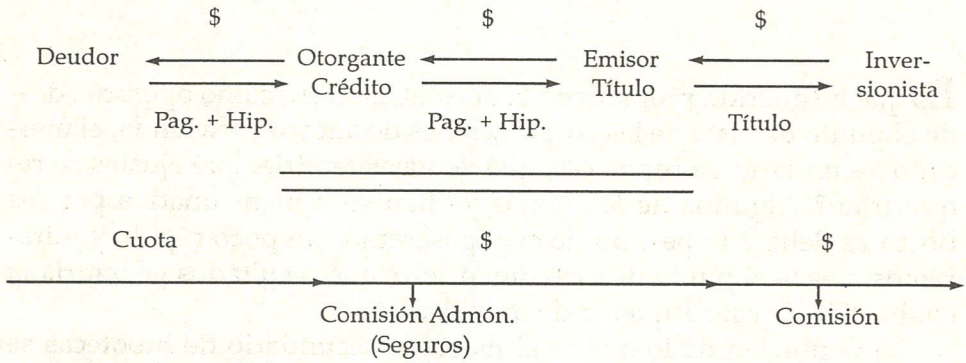 $ $ $
Deudor Otorgante Emisor Inver-
Crédito Título sionista
Pag. + Hip. Pag. + Hip. Título
Cuota $ $
Comisión Admón. Comisión
(Seguros)